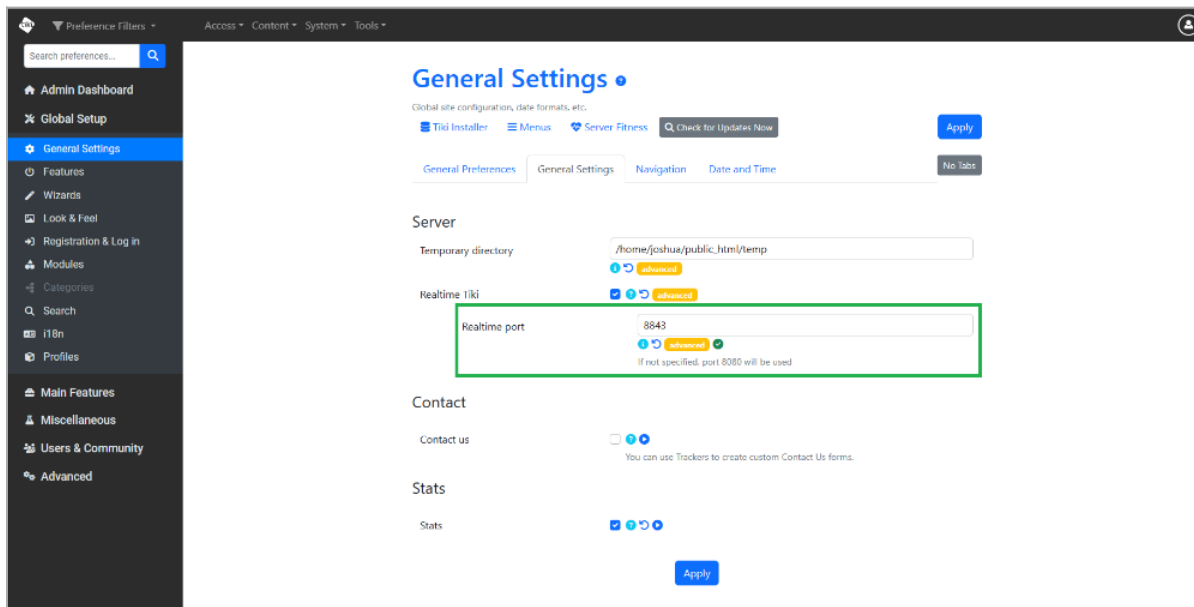 Preference Filters
Access Content System Tools
Search preferences...
Admin Dashboard
Global Setup
General Settings
Features
Wizards
Look & Feel
Registration & Log in
Modules
Categories
Search
i18n
Profiles
Main Features
Miscellaneous
Users & Community
Advanced
General Settings
Global site configuration, date formats, etc.
Tiki Installer Menus Server Fitness Check for Updates Now Apply
General Preferences General Settings Navigation Date and Time No Tabs
Server
Temporary directory /home/joshua/public_html/temp
advanced
Realtime Tiki advanced
Realtime port 8843
advanced
If not specified, port 8080 will be used
Contact
Contact us
You can use Trackers to create custom Contact Us forms.
Stats
Stats
Apply